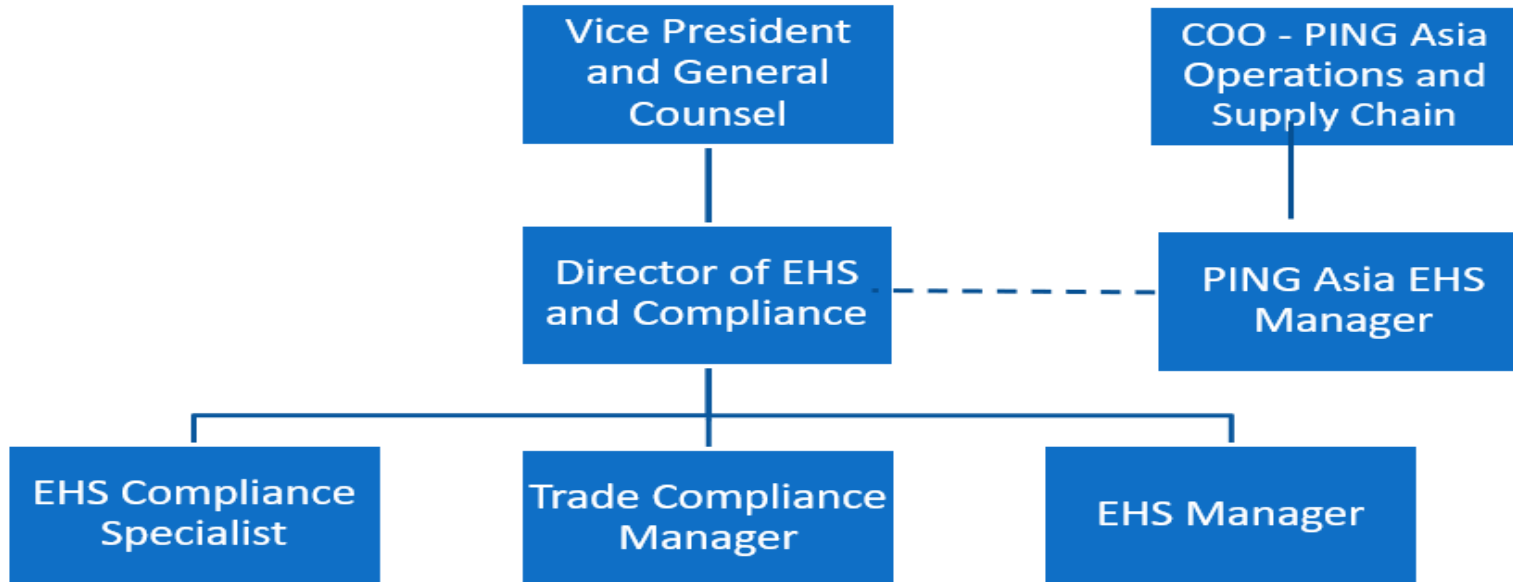 Vice President
and General
Counsel
COO - PING Asia
Operations and
Supply Chain
Director of EHS
and Compliance
PING Asia EHS
Manager
EHS Compliance
Specialist
Trade Compliance
Manager
EHS Manager